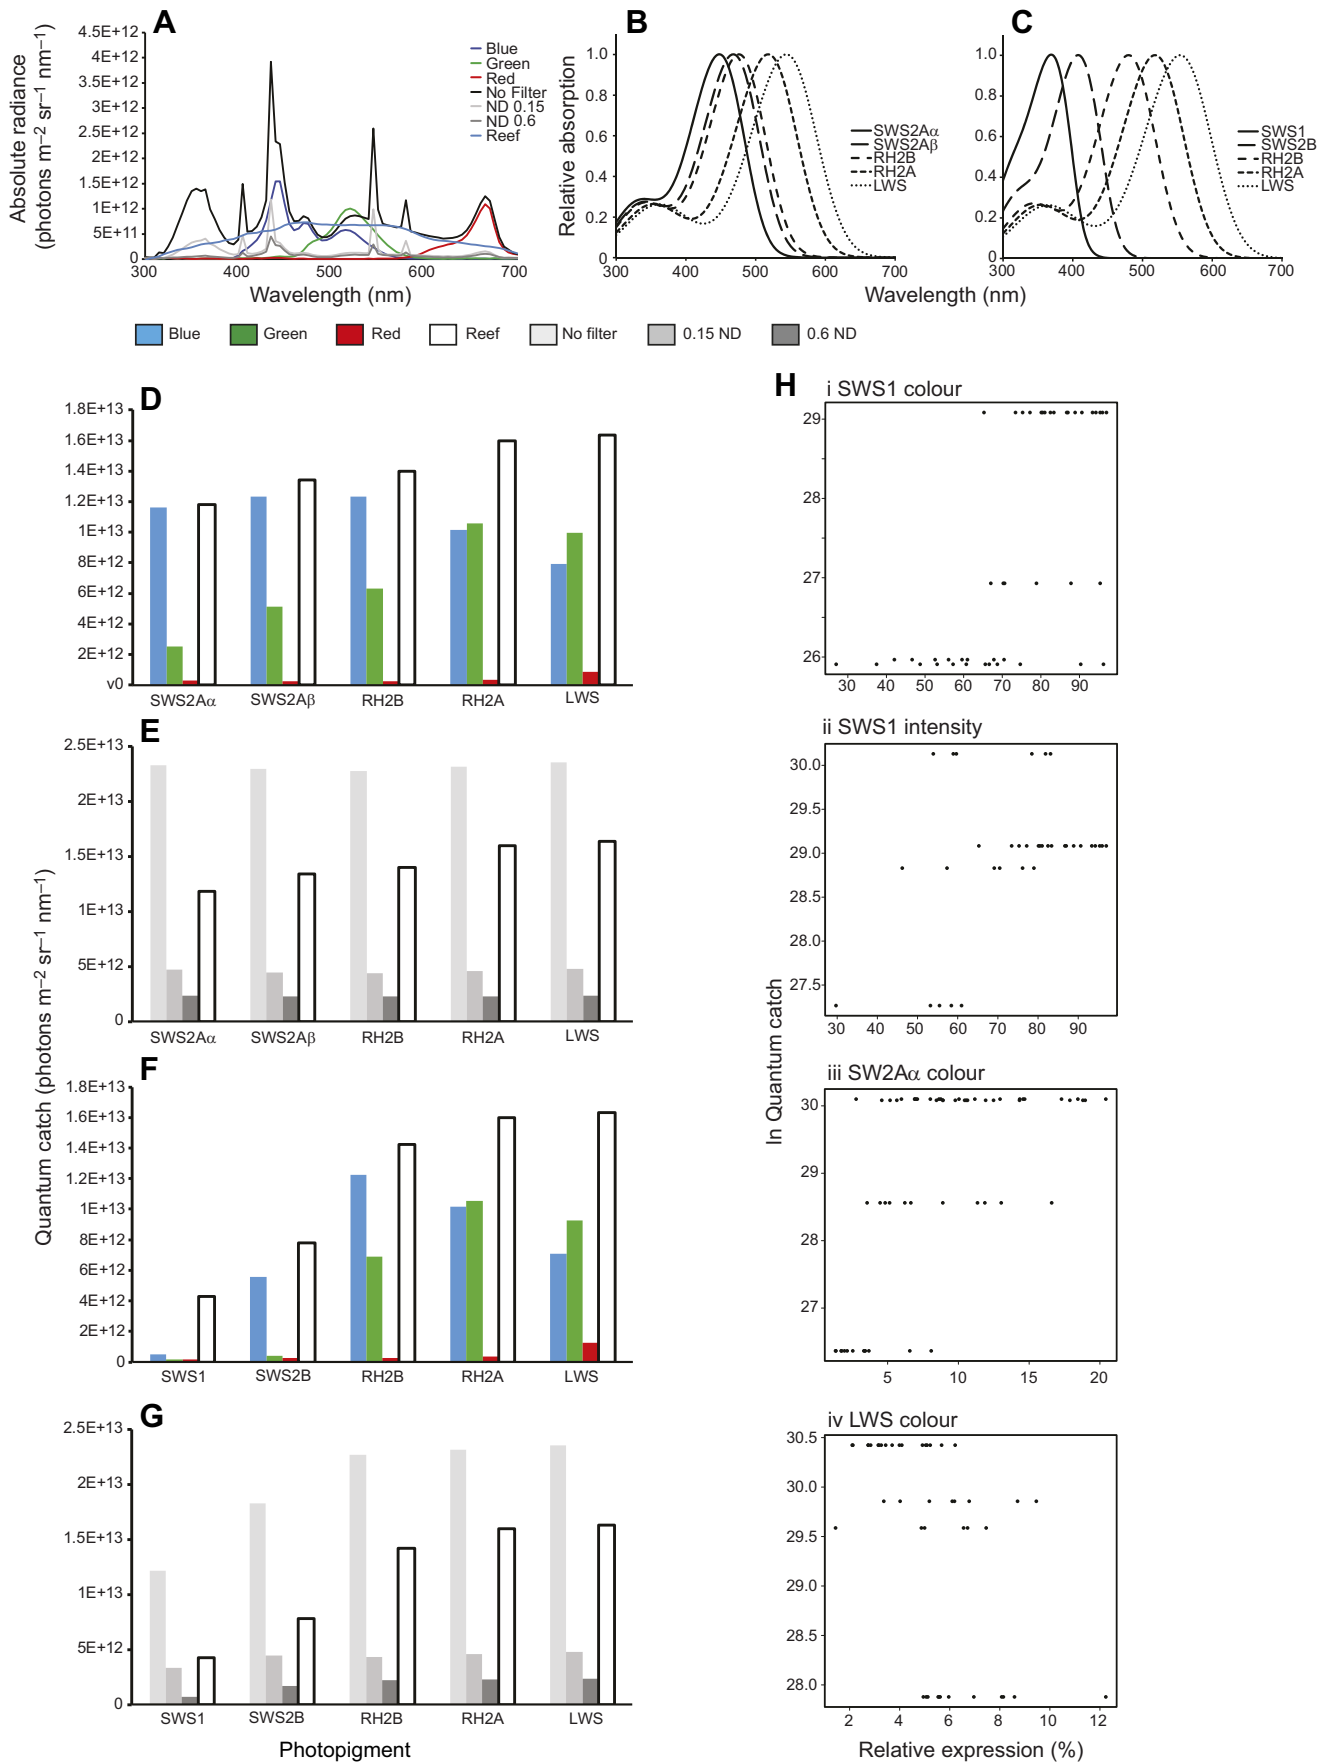 A
B
C
Absolute radiance
(photons m–2 sr–1 nm–1)
4.5E+12
4E+12
3.5E+12
3E+12
2.5E+12
2E+12
1.5E+12
1E+12
5E+11
0
300 400 500 600 700
Wavelength (nm)
Blue
Green
Red
No Filter
ND 0.15
ND 0.6
Reef
Relative absorption
1.0
0.8
0.6
0.4
0.2
0
300 400 500 600 700
SWS2Aα
SWS2Aβ
RH2B
RH2A
LWS
1.0
0.8
0.6
0.4
0.2
0
300 400 500 600 700
SWS1
SWS2B
RH2B
RH2A
LWS
Wavelength (nm)
Blue Green Red Reef No filter 0.15 ND 0.6 ND
D
1.8E+13
1.6E+13
1.4E+13
1.2E+13
1E+13
8E+12
6E+12
4E+12
2E+12
v0
SWS2Aα SWS2Aβ RH2B RH2A LWS
E
2.5E+13
2E+13
1.5E+13
1E+13
5E+12
0
SWS2Aα SWS2Aβ RH2B RH2A LWS
Quantum catch (photons m–2 sr–1 nm–1)
F
1.8E+13
1.6E+13
1.4E+13
1.2E+13
1E+13
8E+12
6E+12
4E+12
2E+12
0
SWS1 SWS2B RH2B RH2A LWS
G
2.5E+13
2E+13
1.5E+13
1E+13
5E+12
0
SWS1 SWS2B RH2B RH2A LWS
Photopigment
H
i SWS1 colour
29
28
27
26
30 40 50 60 70 80 90
ii SWS1 intensity
30.0
29.5
29.0
28.5
28.0
27.5
30 40 50 60 70 80 90
ln Quantum catch
iii SW2Aα colour
30
29
28
27
5 10 15 20
iv LWS colour
30.5
30.0
29.5
29.0
28.5
28.0
2 4 6 8 10 12
Relative expression (%)